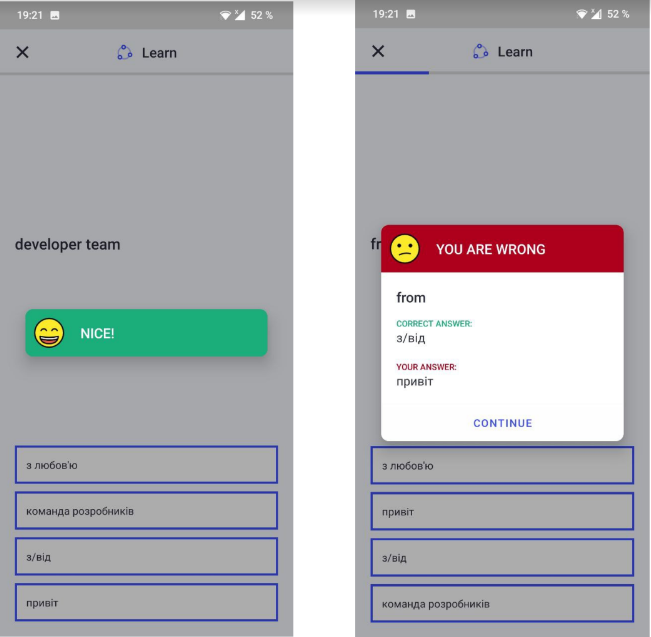 19:21 52 %
Learn
developer team
NICE!
з любов'ю
команда розробників
з/від
привіт
19:21 52 %
Learn
fr
YOU ARE WRONG
from
CORRECT ANSWER:
з/від
YOUR ANSWER:
привіт
CONTINUE
з любов'ю
привіт
з/від
команда розробників